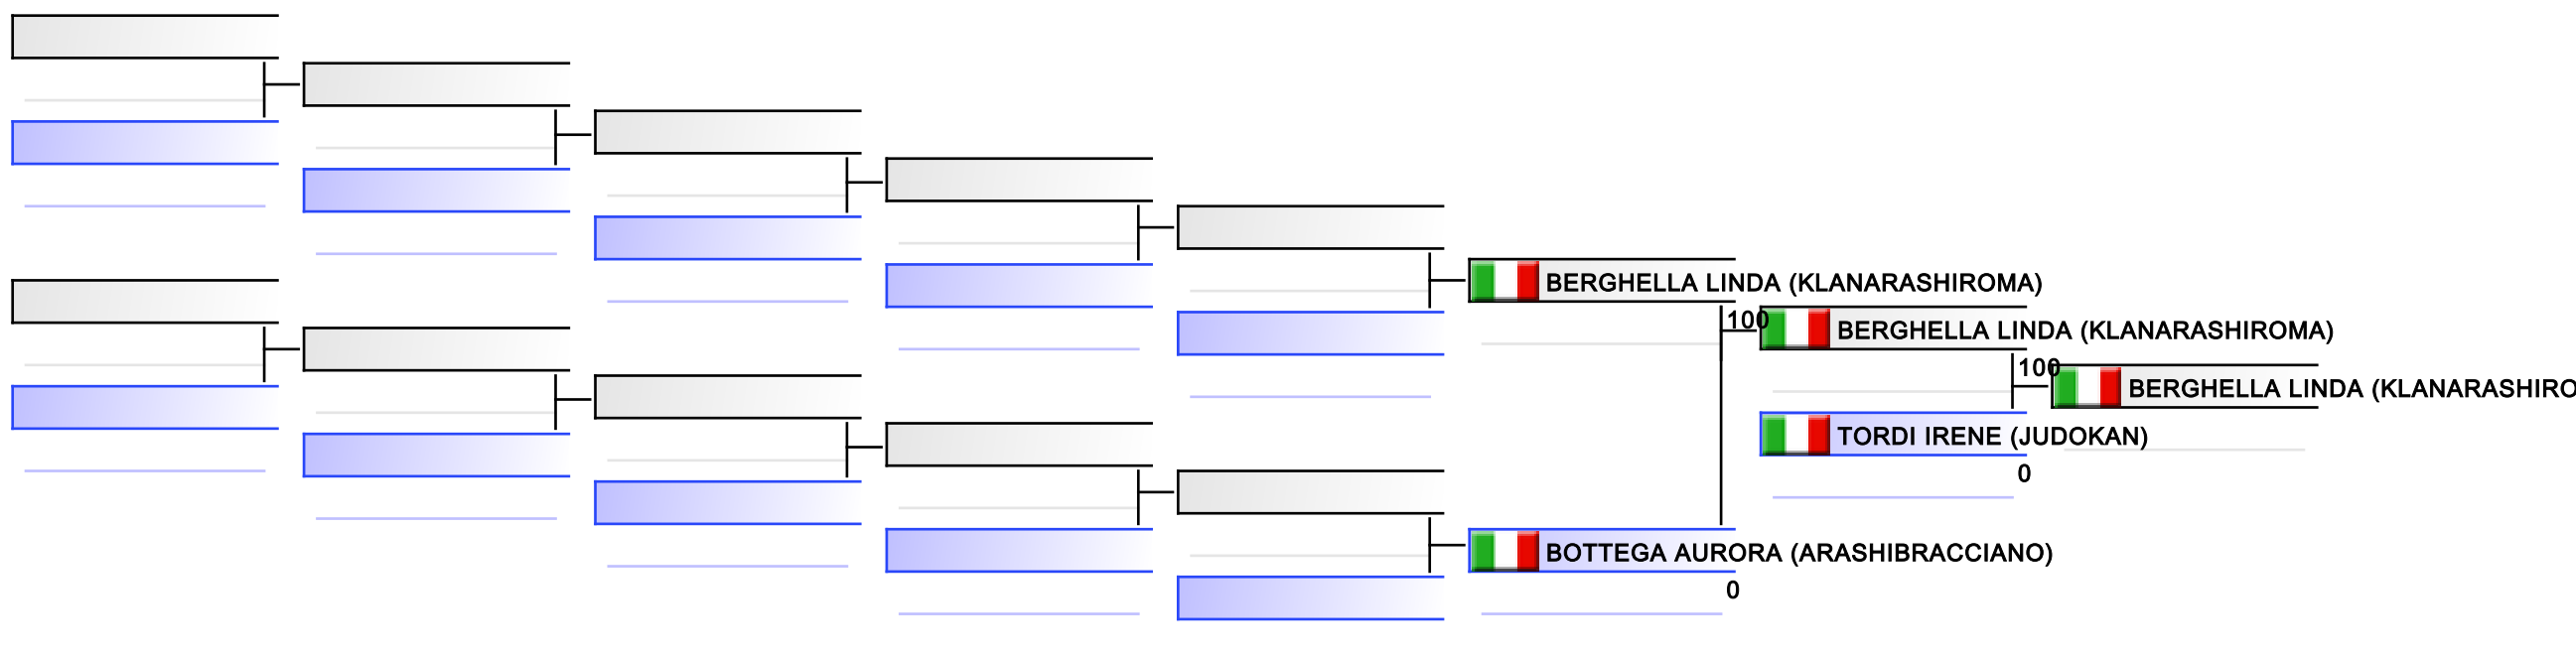 BERGHELLA LINDA (KLANARASHIROMA)
100
BERGHELLA LINDA (KLANARASHIROMA)
100
BERGHELLA LINDA (KLANARASHIRO
TORDI IRENE (JUDOKAN)
0
BOTTEGA AURORA (ARASHIBRACCIANO)
0